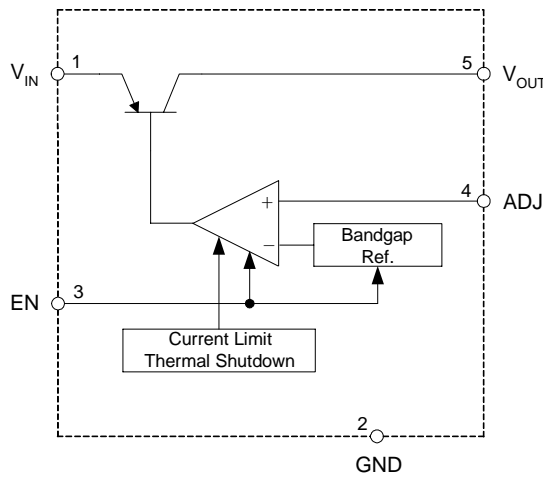 1
V_IN
5
V_OUT
+
4
ADJ
−
Bandgap
Ref.
3
EN
Current Limit
Thermal Shutdown
2
GND